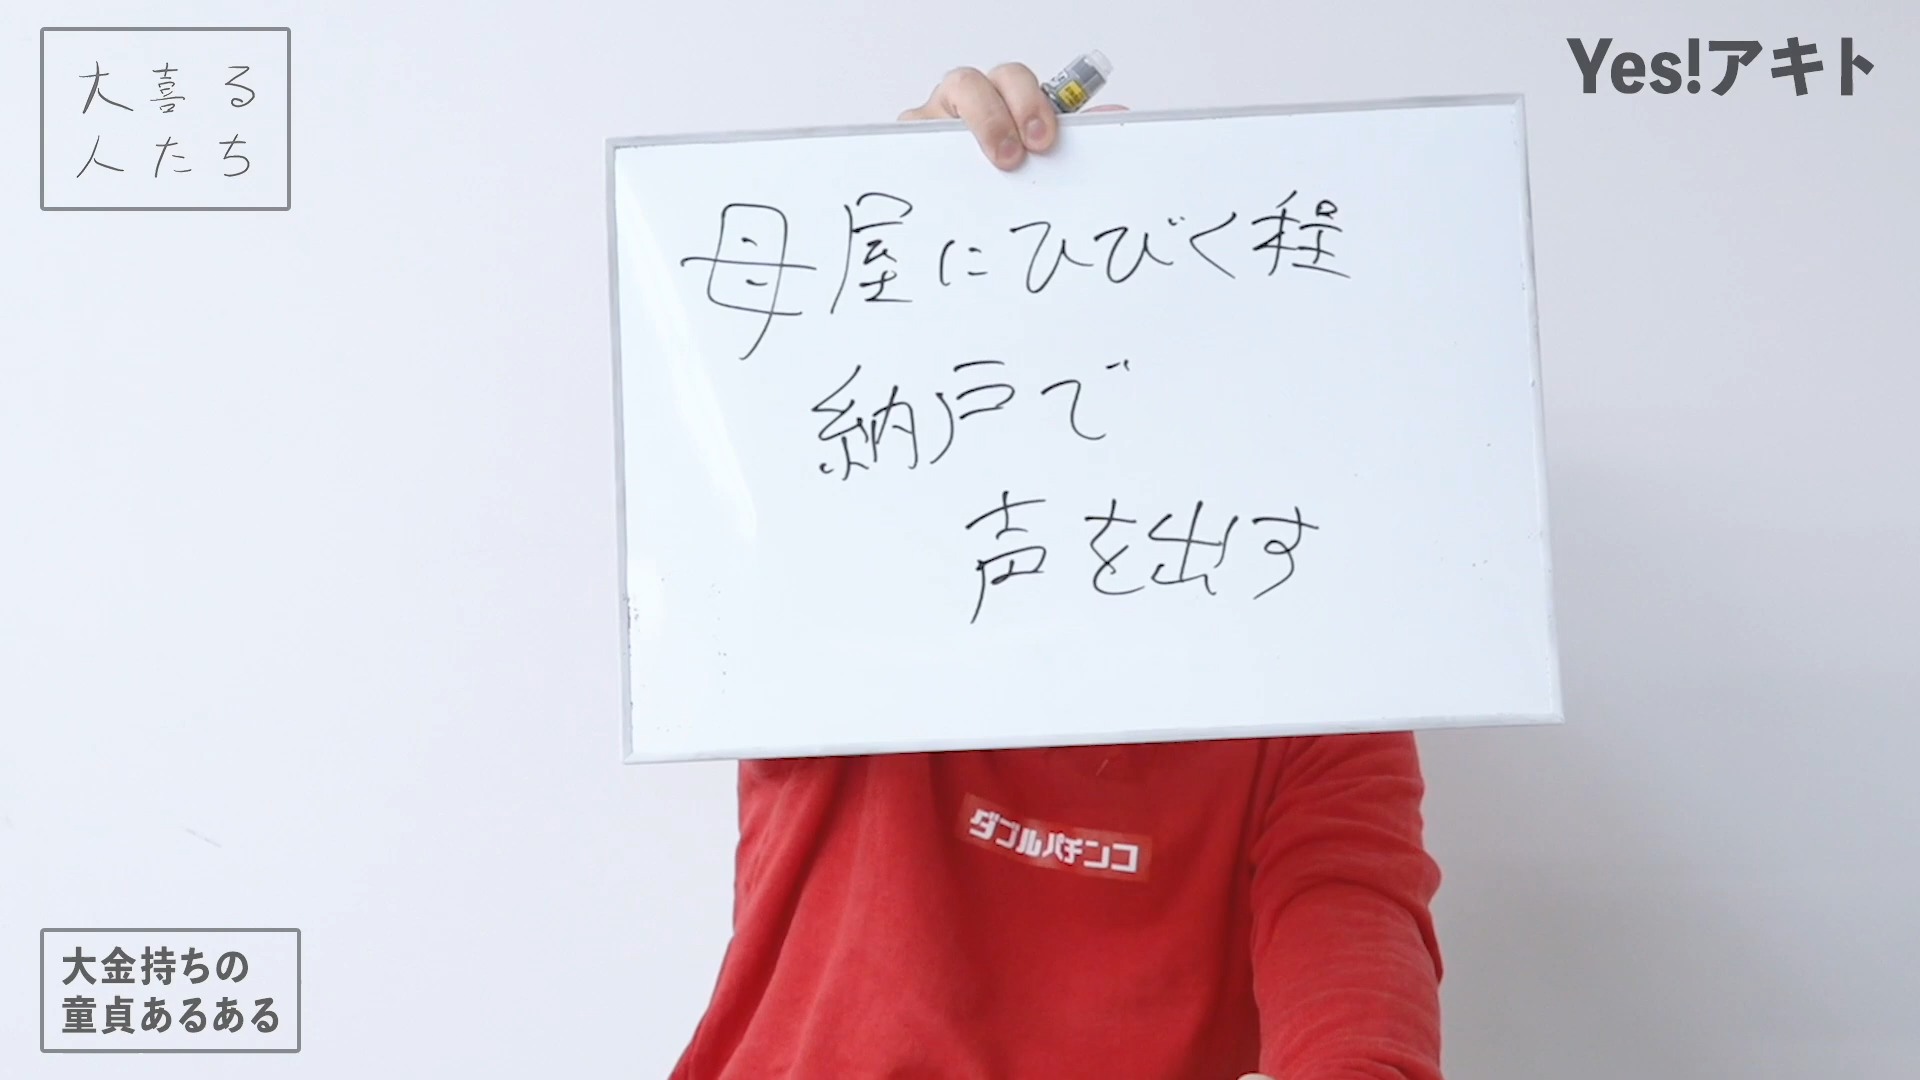 大喜る
人たち
Yes!アキト
母屋にひびく程
納戸で
声を出す
ダブルパチンコ
大金持ちの
童貞あるある